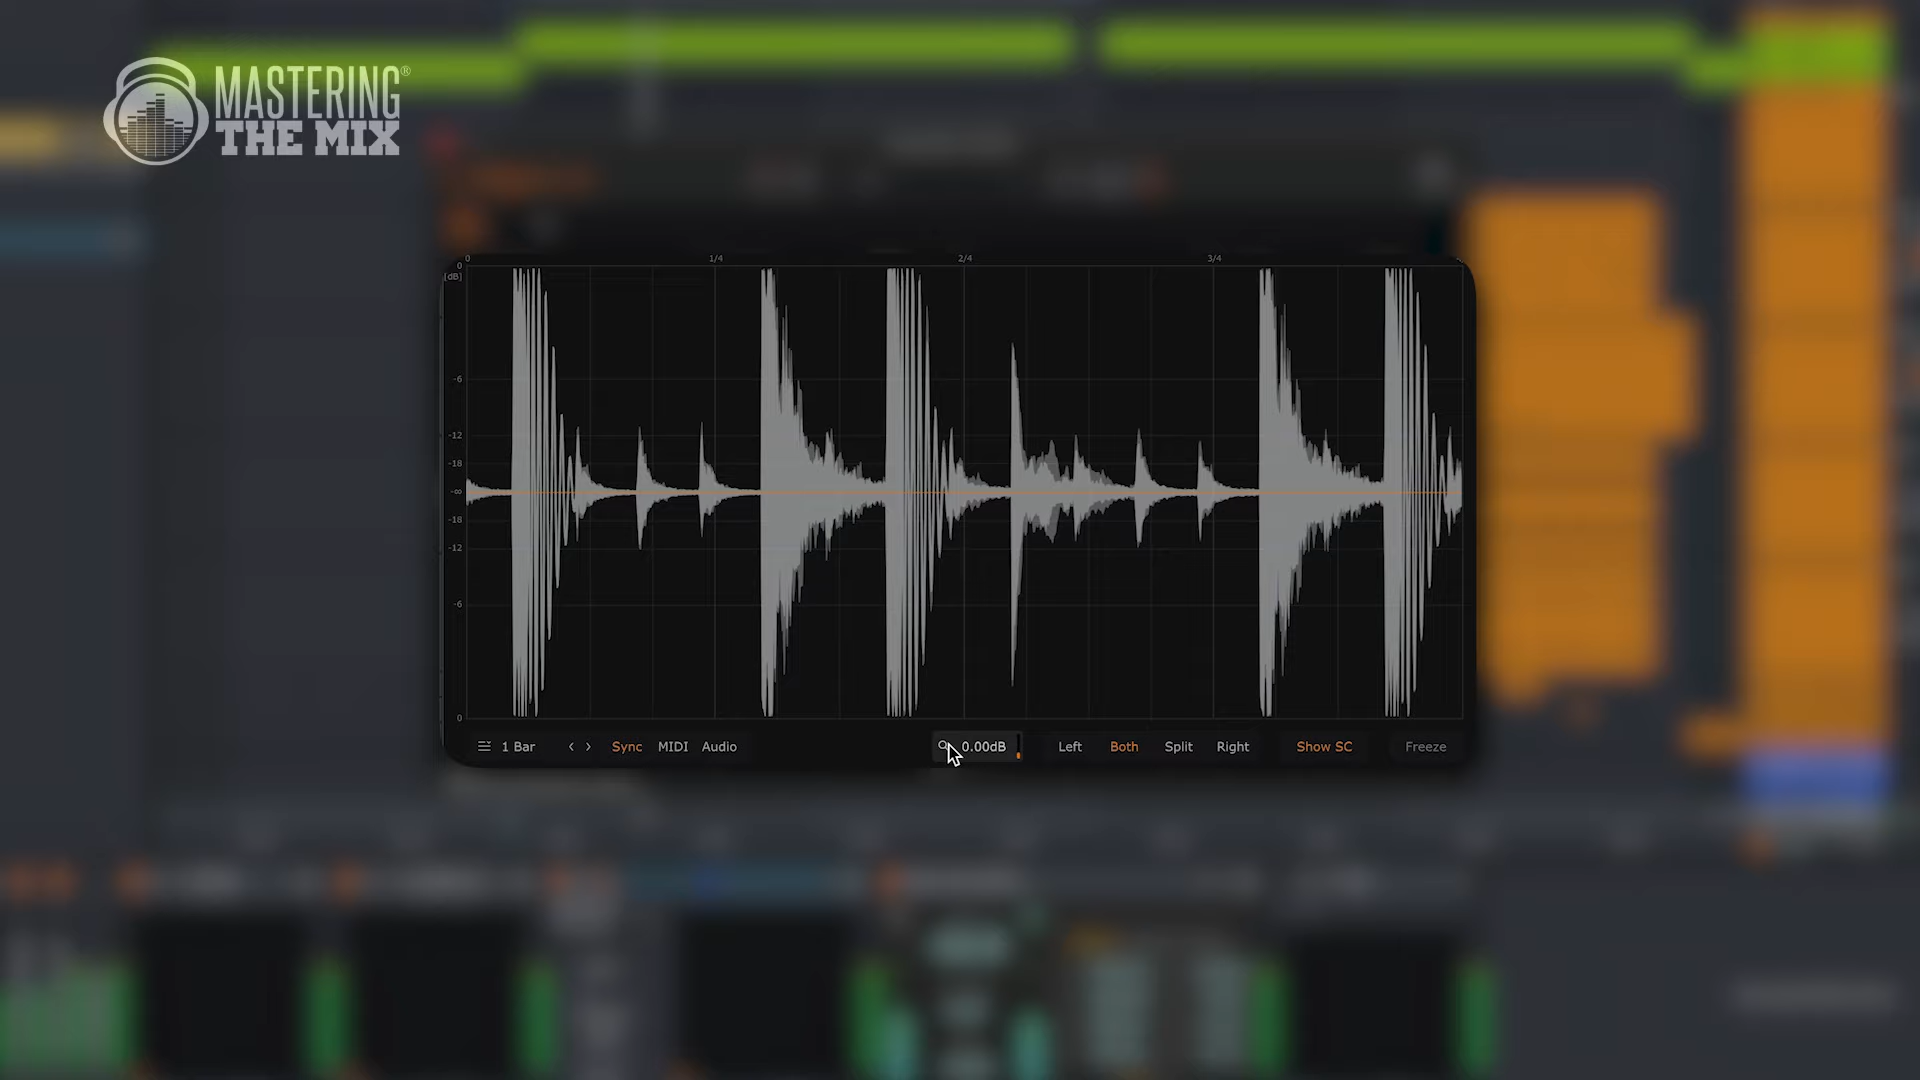 MASTERING®
THE MIX
0 1/4 2/4 3/4
0
[dB]
-6
-12
-18
-∞
-18
-12
-6
0
1 Bar < > Sync MIDI Audio 0.00dB Left Both Split Right Show SC Freeze